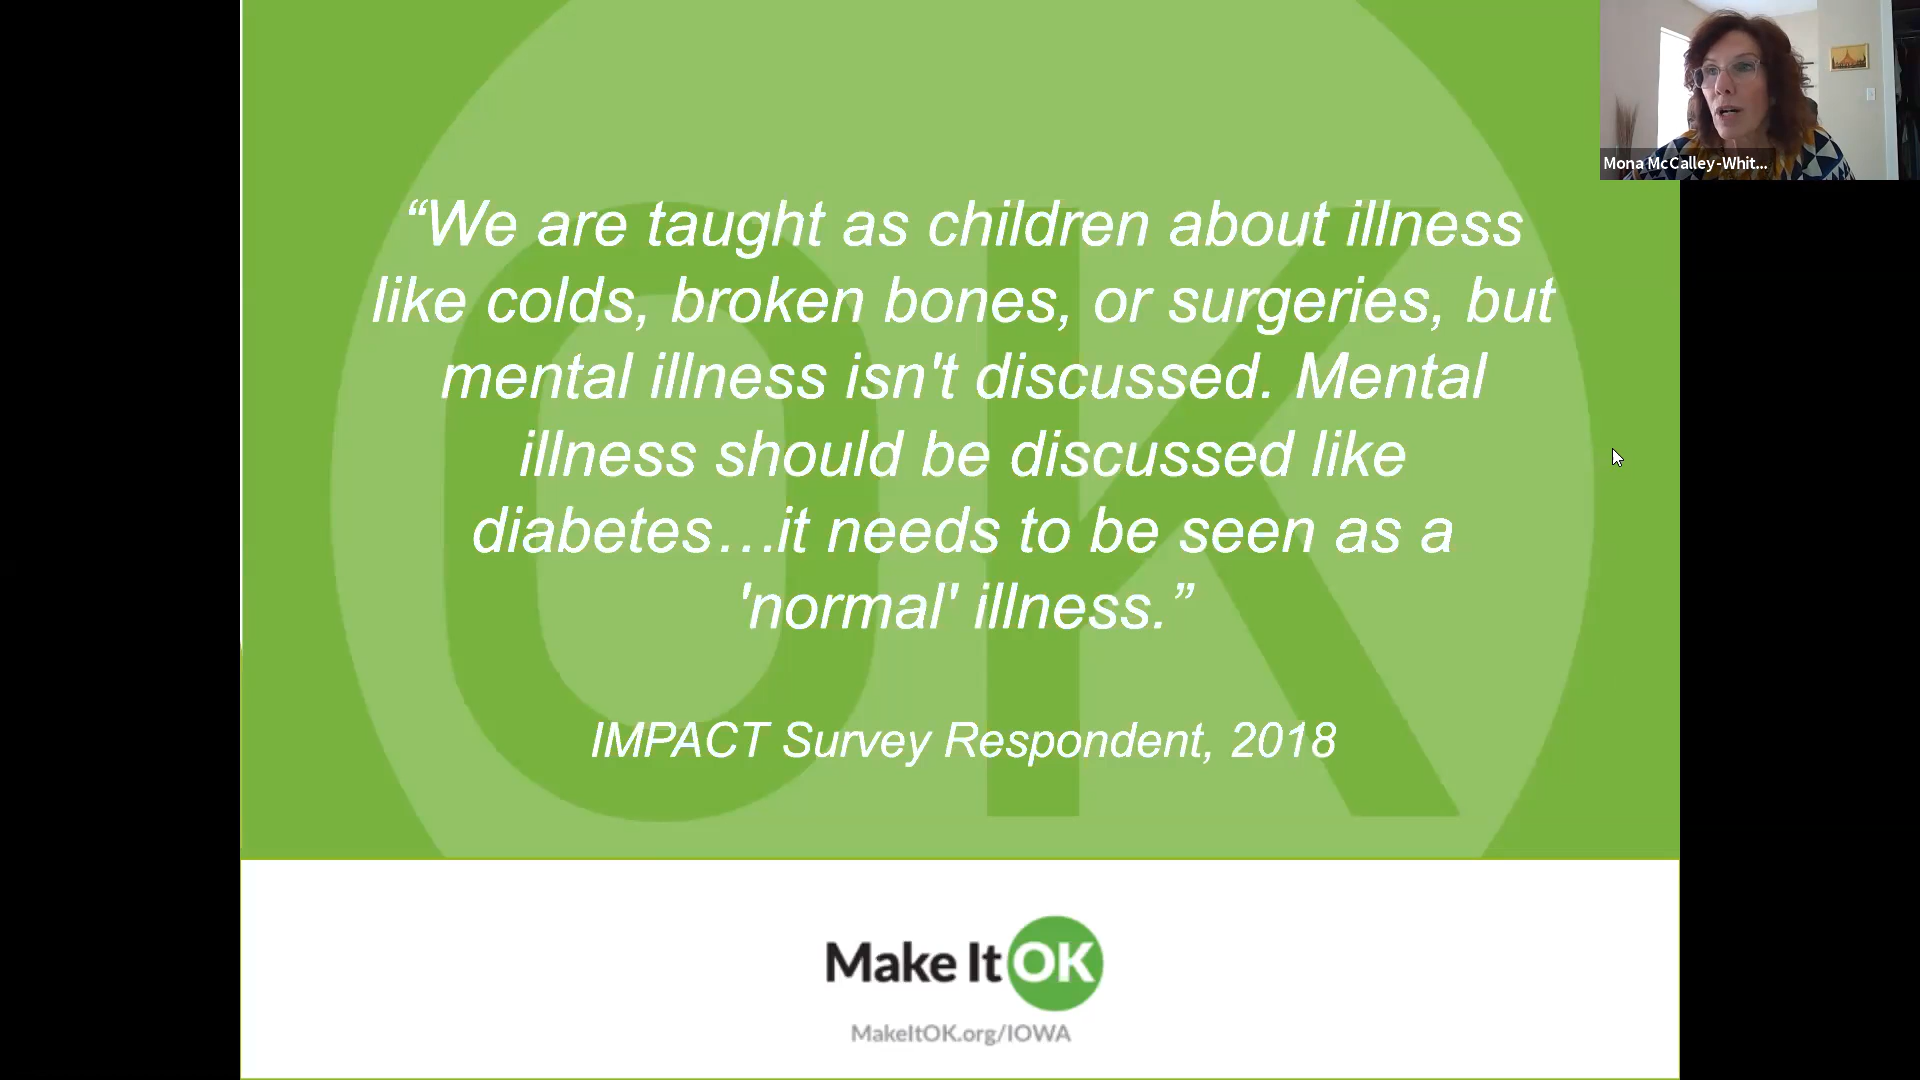 Mona McCalley-Whit...
“We are taught as children about illness
like colds, broken bones, or surgeries, but
mental illness isn't discussed. Mental
illness should be discussed like
diabetes…it needs to be seen as a
'normal' illness.”
IMPACT Survey Respondent, 2018
Make It OK
MakeItOK.org/IOWA